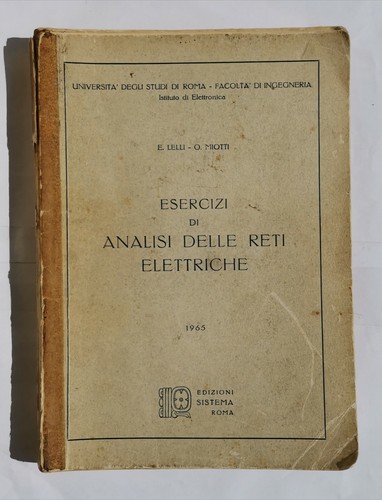 UNIVERSITA' DEGLI STUDI DI ROMA - FACOLTA' DI INGEGNERIA
Istituto di Elettronica
E. LELLI - O. MIOTTI
ESERCIZI
DI
ANALISI DELLE RETI
ELETTRICHE
1965
EDIZIONI
SISTEMA
ROMA